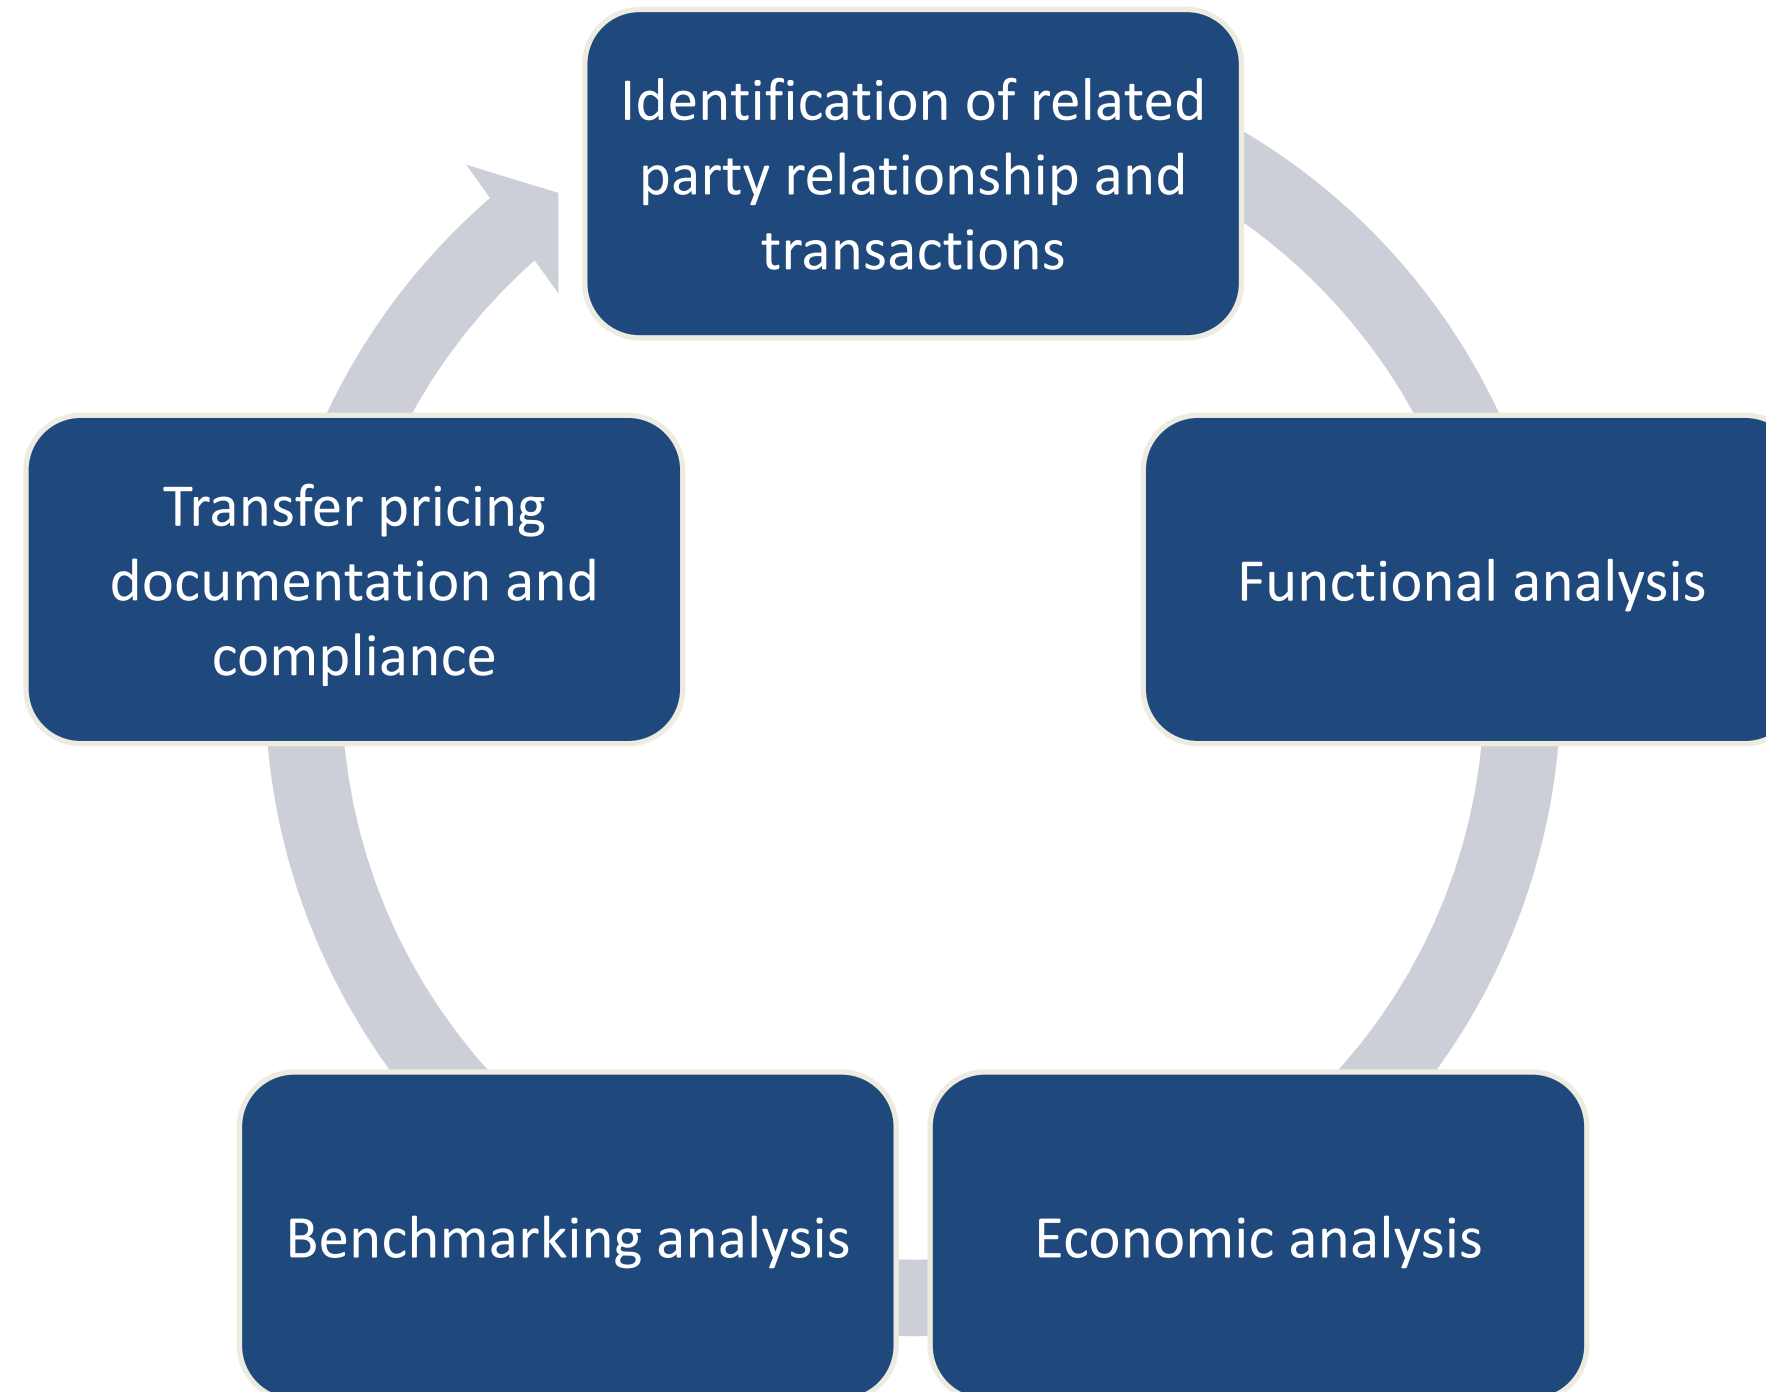 Identification of related
party relationship and
transactions
Functional analysis
Economic analysis
Benchmarking analysis
Transfer pricing
documentation and
compliance